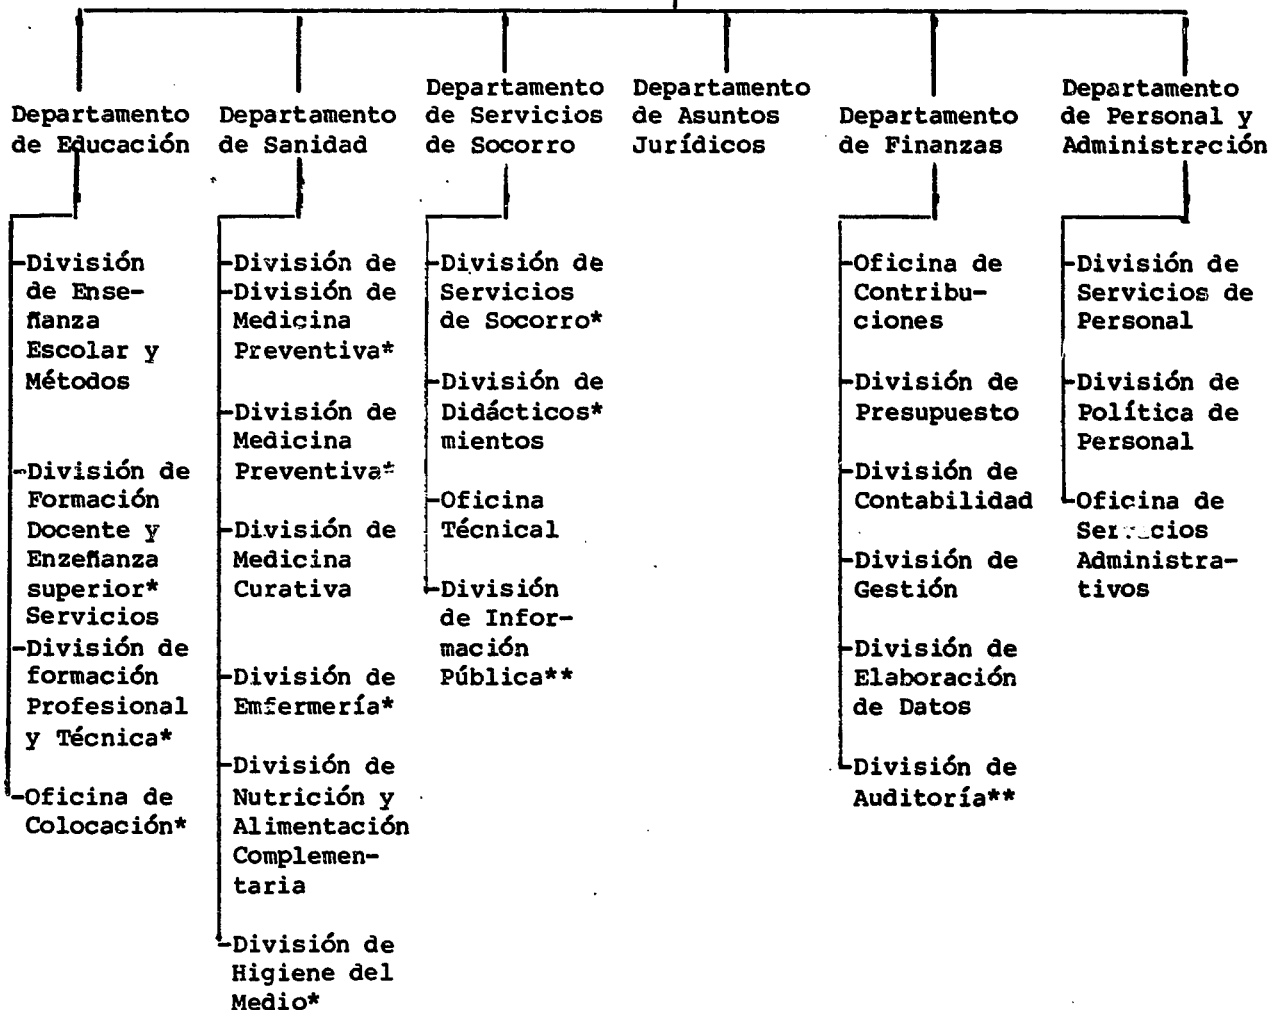 Departamento
de Educación
Departamento
de Sanidad
Departamento
de Servicios
de Socorro
Departamento
de Asuntos
Jurídicos
Departamento
de Finanzas
Departamento
de Personal y
Administración
-División
de Ense-
ñanza
Escolar y
Métodos
-División de
Formación
Docente y
Enzeñanza
superior*
Servicios
-División de
formación
Profesional
y Técnica*
-Oficina de
Colocación*
-División de
-División de
Medicina
Preventiva*
-División de
Medicina
Preventiva*
-División de
Medicina
Curativa
-División de
Emfermería*
-División de
Nutrición y
Alimentación
Complemen-
taria
-División de
Higiene del
Medio*
-División de
Servicios
de Socorro*
-División de
Didácticos*
mientos
-Oficina
Técnical
-División
de Infor-
mación
Pública**
-Oficina de
Contribu-
ciones
-División de
Presupuesto
-División de
Contabilidad
-División de
Gestión
-División de
Elaboración
de Datos
-División de
Auditoría**
-División de
Servicios de
Personal
-División de
Política de
Personal
-Oficina de
Administra-
tivos